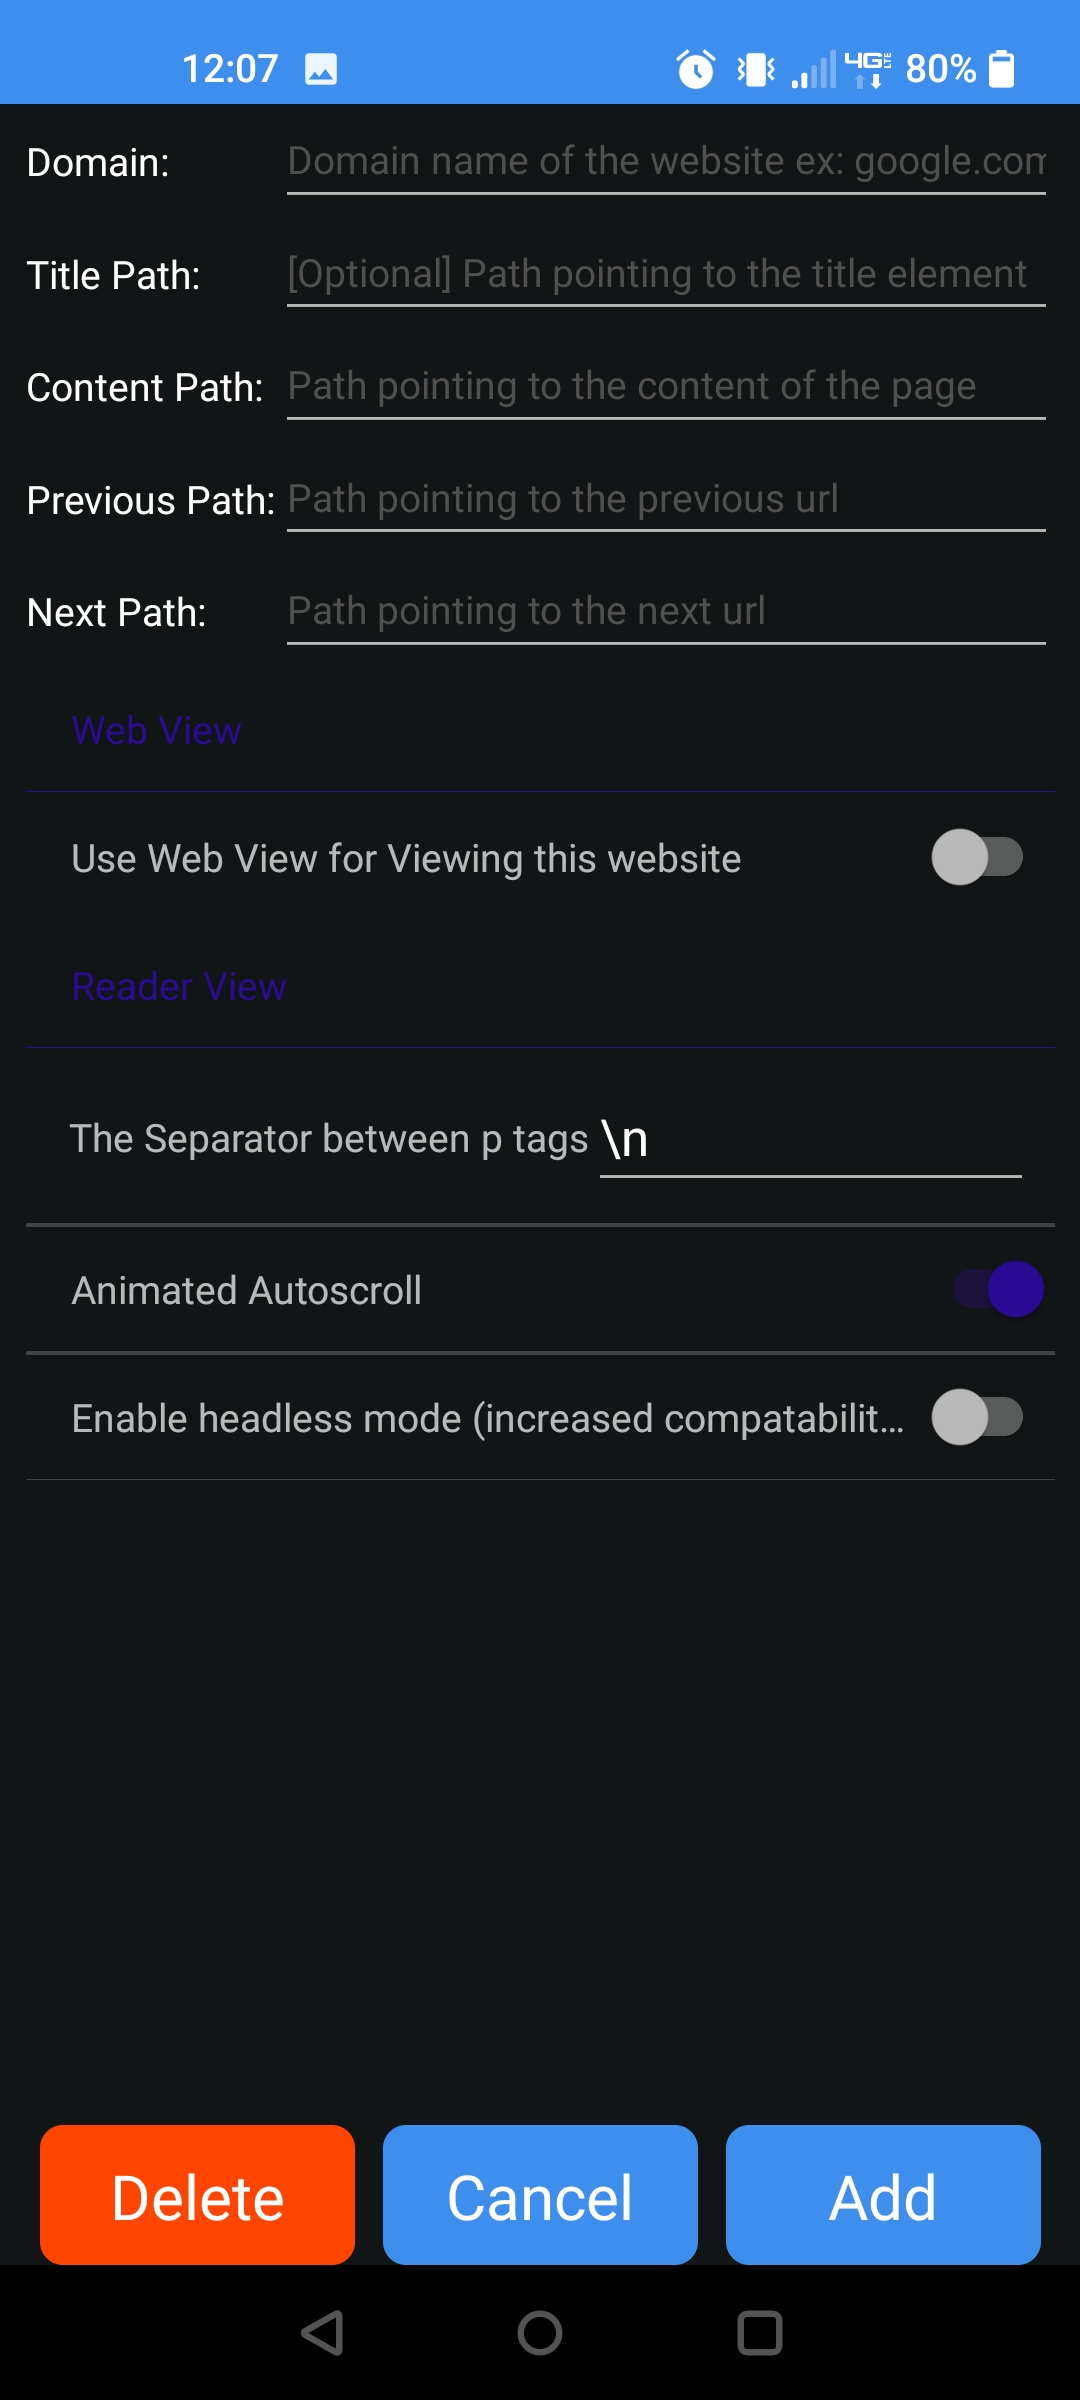 12:07 4G LTE 80%
Domain: Domain name of the website ex: google.com
Title Path: [Optional] Path pointing to the title element
Content Path: Path pointing to the content of the page
Previous Path: Path pointing to the previous url
Next Path: Path pointing to the next url
Web View
Use Web View for Viewing this website
Reader View
The Separator between p tags \n
Animated Autoscroll
Enable headless mode (increased compatabilit...
Delete Cancel Add